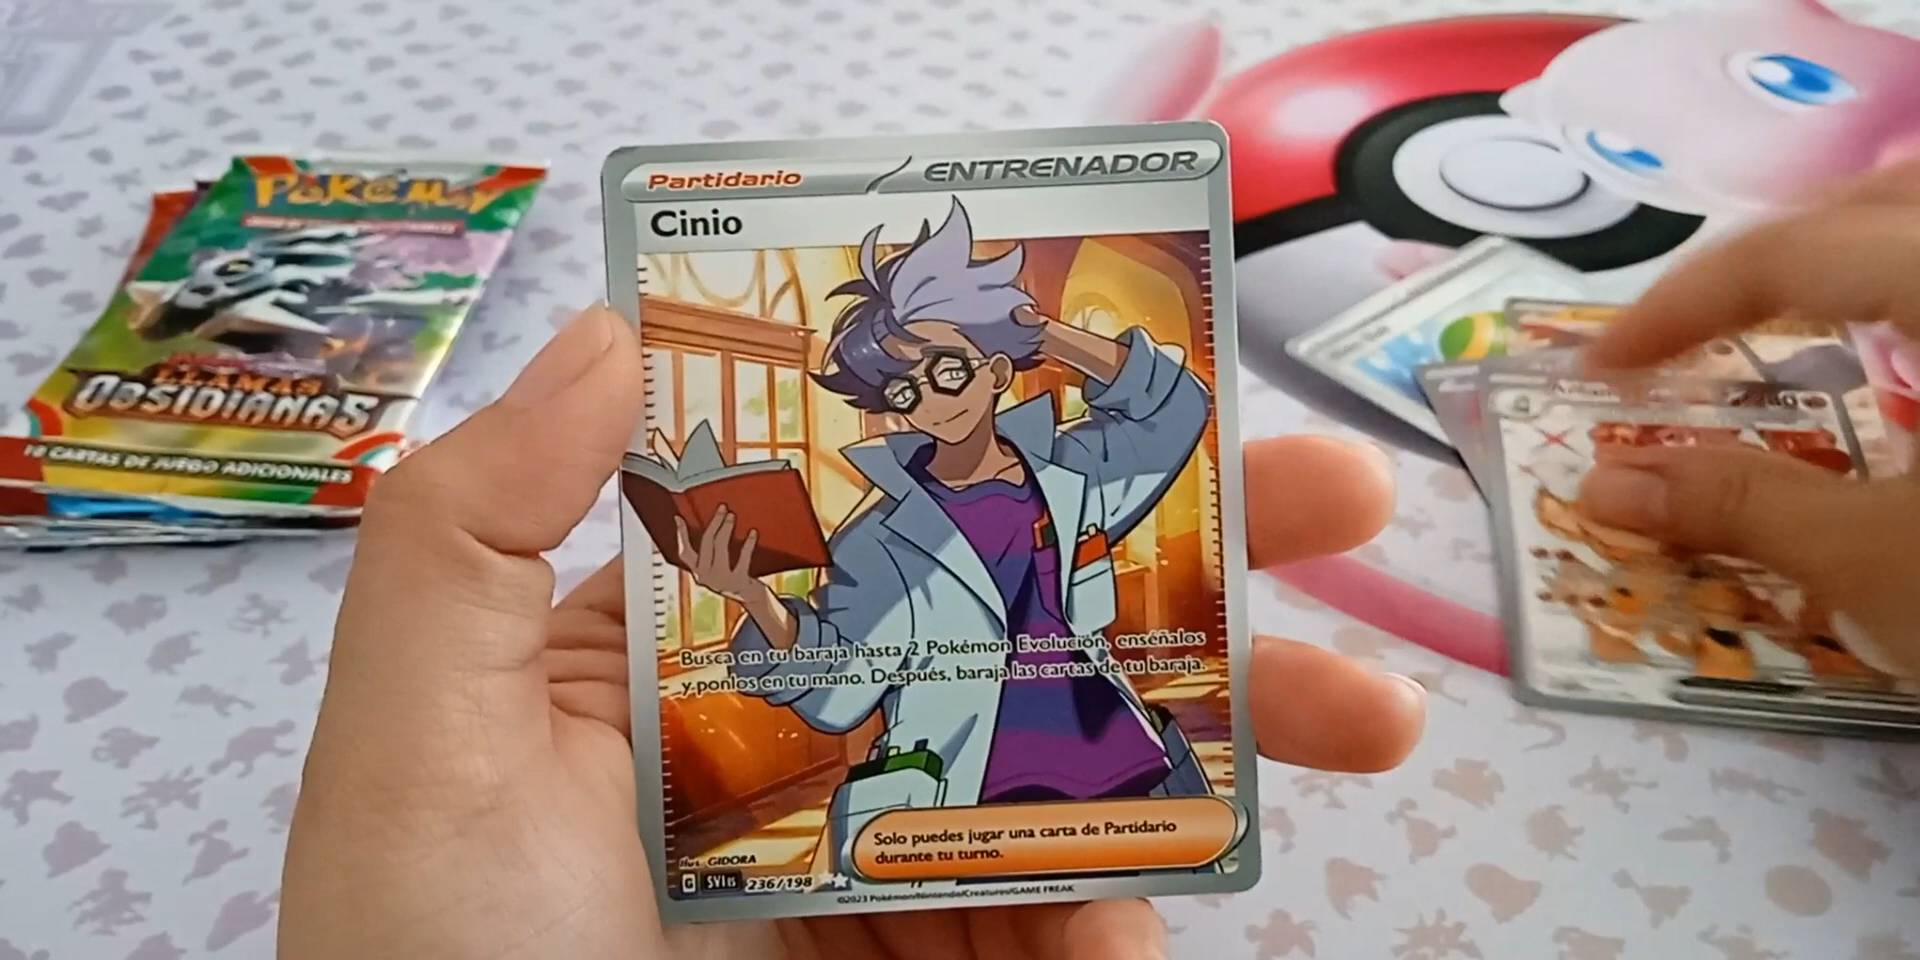 Pokémon
LLAMAS
OBSIDIANAS
10 CARTAS DE JUEGO ADICIONALES
Partidario
ENTRENADOR
Cinio
Busca en tu baraja hasta 2 Pokémon Evolución, enséñalos
y ponlos en tu mano. Después, baraja las cartas de tu baraja.
Solo puedes jugar una carta de Partidario
durante tu turno.
Ilus. GIDORA
G SVI ES 236/198
©2023 Pokémon/Nintendo/Creatures/GAME FREAK